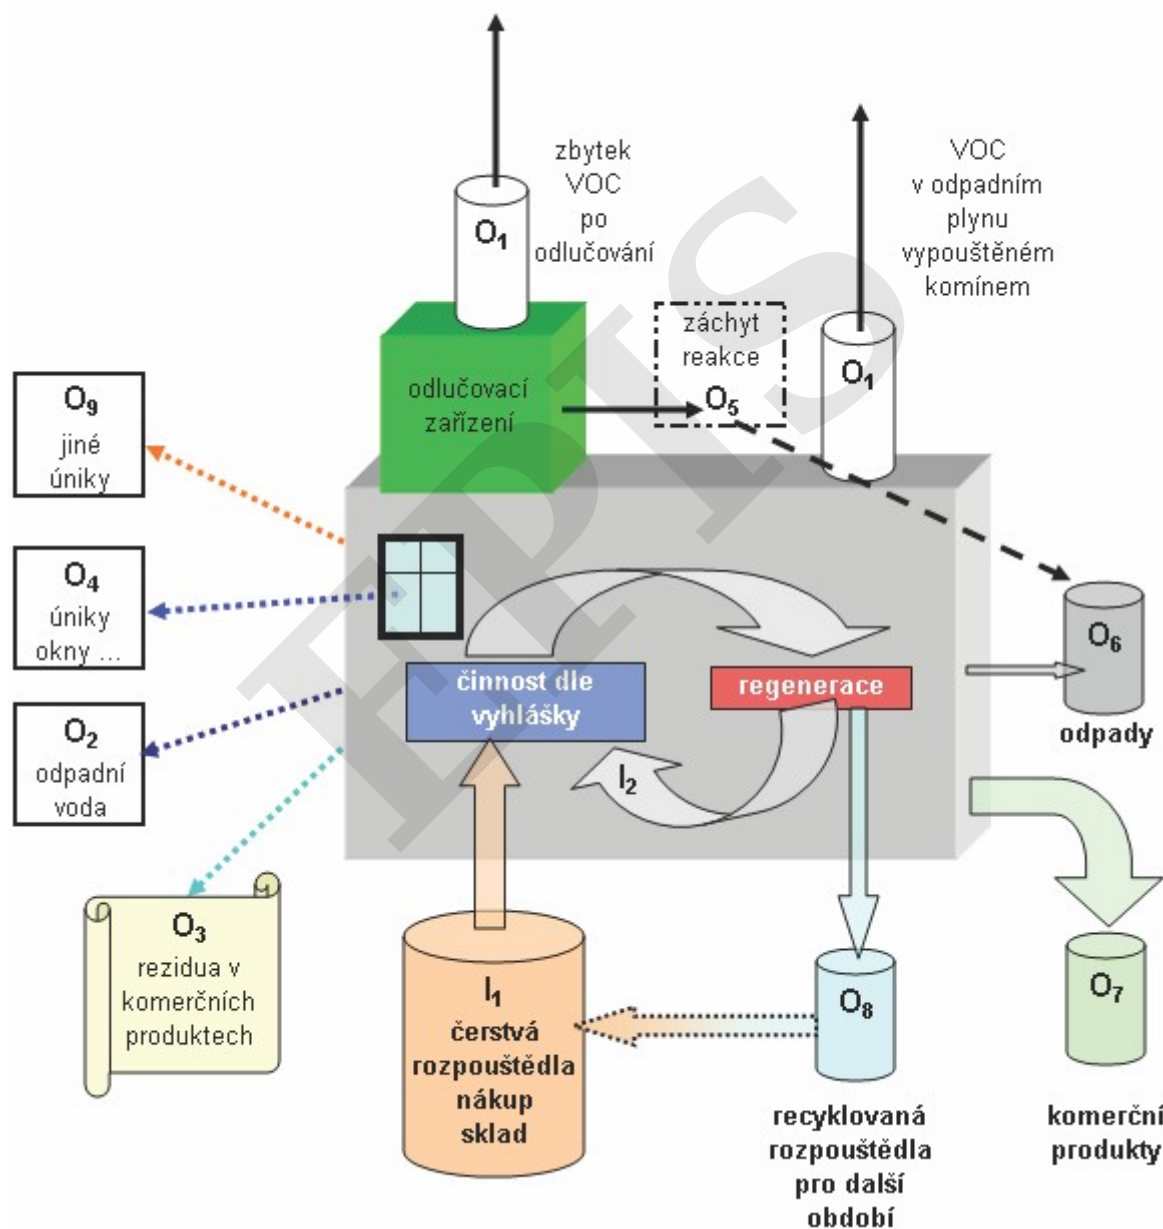 zbytek
VOC
po
odlučování
O₁
VOC
v odpadním
plynu
vypouštěném
komínem
O₁
záchyt
reakce
O₅
odlučovací
zařízení
O₉
jiné
úniky
O₄
úniky
okny ...
O₂
odpadní
voda
O₃
rezidua v
komerčních
produktech
činnost dle
vyhlášky
regenerace
I₂
O₆
odpady
I₁
čerstvá
rozpouštědla
nákup
sklad
O₈
recyklovaná
rozpouštědla
pro další
období
O₇
komerční
produkty
EPIS